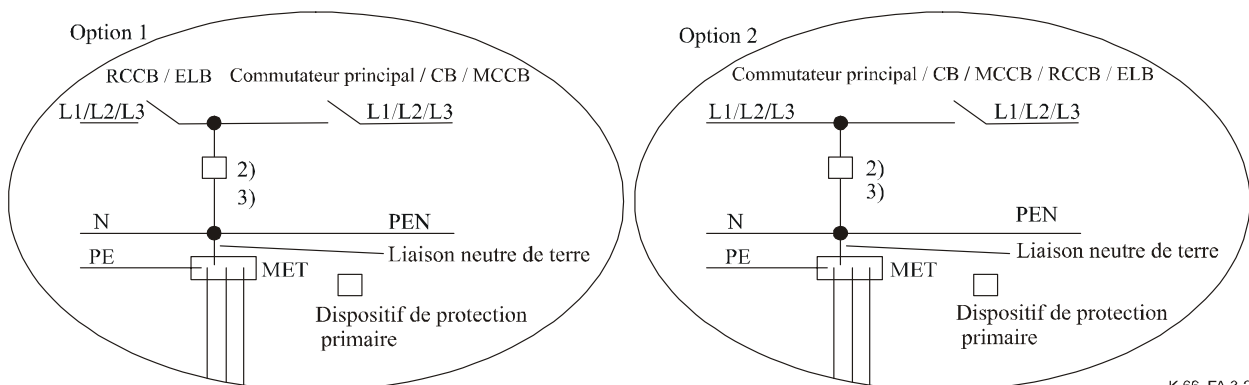 Option 1
RCCB / ELB
Commutateur principal / CB / MCCB
L1/L2/L3
L1/L2/L3
2)
3)
N
PEN
Liaison neutre de terre
PE
MET
Dispositif de protection
primaire
Option 2
Commutateur principal / CB / MCCB / RCCB / ELB
L1/L2/L3
L1/L2/L3
2)
3)
N
PEN
Liaison neutre de terre
PE
MET
Dispositif de protection
primaire